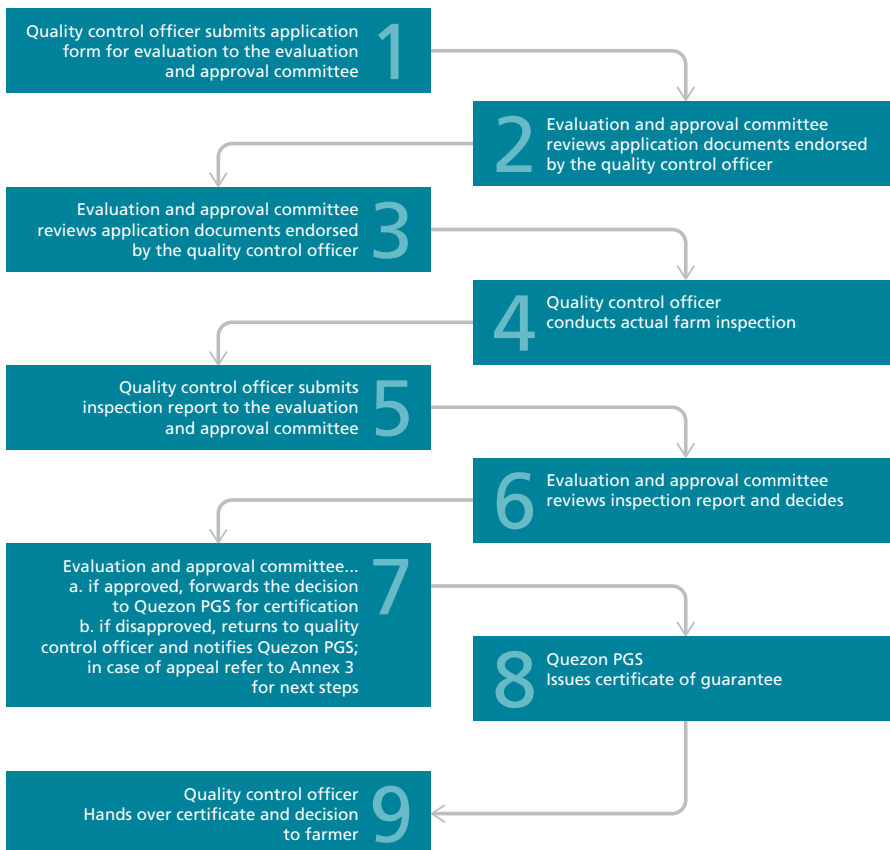 Quality control officer submits application
form for evaluation to the evaluation
and approval committee
1
2
Evaluation and approval committee
reviews application documents endorsed
by the quality control officer
Evaluation and approval committee
reviews application documents endorsed
by the quality control officer
3
4
Quality control officer
conducts actual farm inspection
Quality control officer submits
inspection report to the evaluation
and approval committee
5
6
Evaluation and approval committee
reviews inspection report and decides
Evaluation and approval committee...
a. if approved, forwards the decision
to Quezon PGS for certification
b. if disapproved, returns to quality
control officer and notifies Quezon PGS;
in case of appeal refer to Annex 3
for next steps
7
8
Quezon PGS
Issues certificate of guarantee
Quality control officer
Hands over certificate and decision
to farmer
9